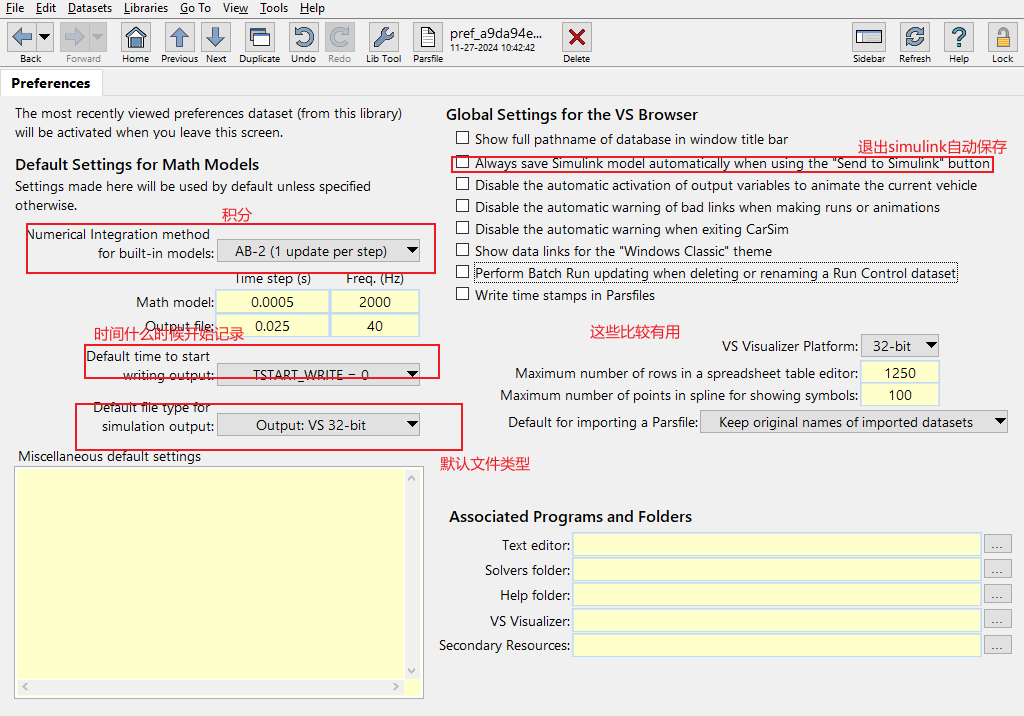 File Edit Datasets Libraries Go To View Tools Help
Back Forward Home Previous Next Duplicate Undo Redo Lib Tool Parsfile
pref_a9da94e...
11-27-2024 10:42:42
Delete Sidebar Refresh Help Lock
Preferences
The most recently viewed preferences dataset (from this library)
will be activated when you leave this screen.
Default Settings for Math Models
Settings made here will be used by default unless specified
otherwise.
积分
Numerical Integration method
for built-in models: AB-2 (1 update per step)
Time step (s) Freq. (Hz)
Math model: 0.0005 2000
Output file: 0.025 40
时间什么时候开始记录
Default time to start
writing output: TSTART_WRITE = 0
Default file type for
simulation output: Output: VS 32-bit
默认文件类型
Miscellaneous default settings
Global Settings for the VS Browser
Show full pathname of database in window title bar
退出simulink自动保存
Always save Simulink model automatically when using the "Send to Simulink" button
Disable the automatic activation of output variables to animate the current vehicle
Disable the automatic warning of bad links when making runs or animations
Disable the automatic warning when exiting CarSim
Show data links for the "Windows Classic" theme
Perform Batch Run updating when deleting or renaming a Run Control dataset
Write time stamps in Parsfiles
这些比较有用
VS Visualizer Platform: 32-bit
Maximum number of rows in a spreadsheet table editor: 1250
Maximum number of points in spline for showing symbols: 100
Default for importing a Parsfile: Keep original names of imported datasets
Associated Programs and Folders
Text editor: ...
Solvers folder: ...
Help folder: ...
VS Visualizer: ...
Secondary Resources: ...